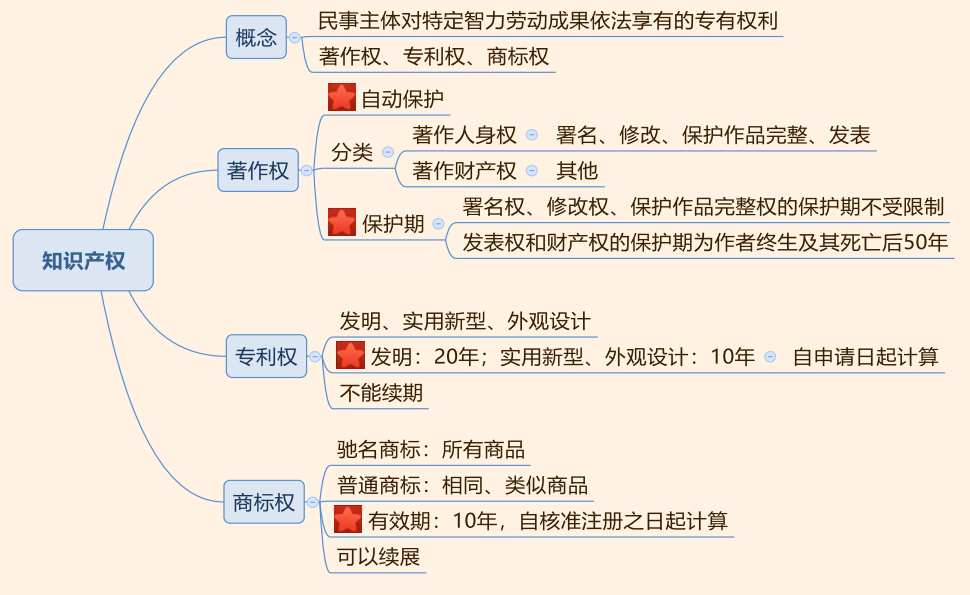 知识产权
概念
民事主体对特定智力劳动成果依法享有的专有权利
著作权、专利权、商标权
著作权
自动保护
分类
著作人身权
署名、修改、保护作品完整、发表
著作财产权
其他
保护期
署名权、修改权、保护作品完整权的保护期不受限制
发表权和财产权的保护期为作者终生及其死亡后50年
专利权
发明、实用新型、外观设计
发明：20年；实用新型、外观设计：10年
自申请日起计算
不能续期
商标权
驰名商标：所有商品
普通商标：相同、类似商品
有效期：10年，自核准注册之日起计算
可以续展